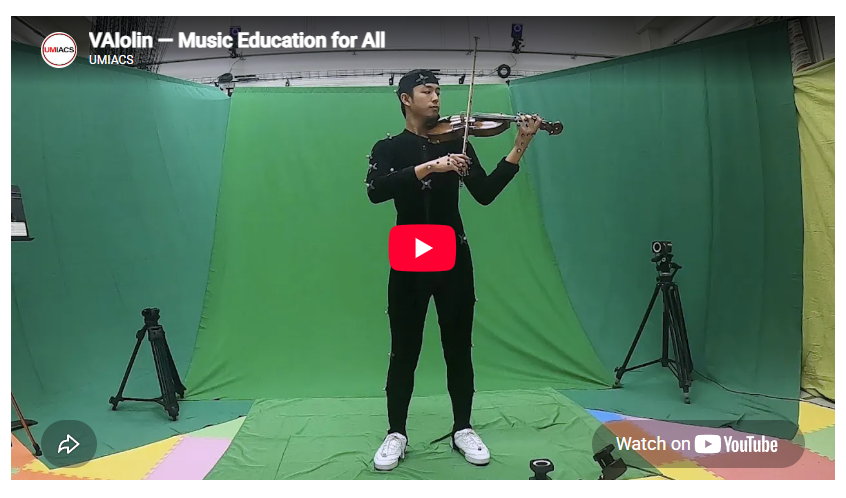 UMIACS
VAIolin — Music Education for All
UMIACS
Watch on YouTube